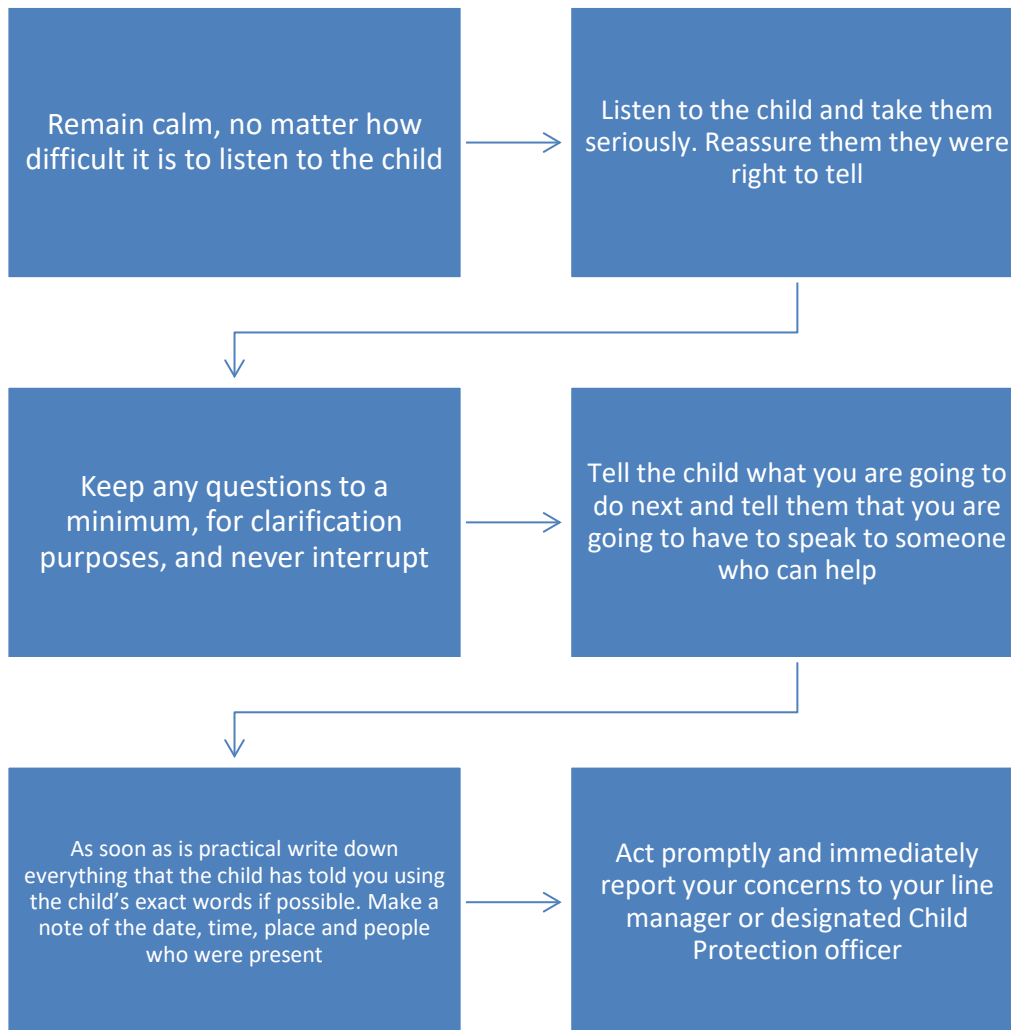 Remain calm, no matter how
difficult it is to listen to the child
Listen to the child and take them
seriously. Reassure them they were
right to tell
Keep any questions to a
minimum, for clarification
purposes, and never interrupt
Tell the child what you are going to
do next and tell them that you are
going to have to speak to someone
who can help
As soon as is practical write down
everything that the child has told you using
the child’s exact words if possible. Make a
note of the date, time, place and people
who were present
Act promptly and immediately
report your concerns to your line
manager or designated Child
Protection officer